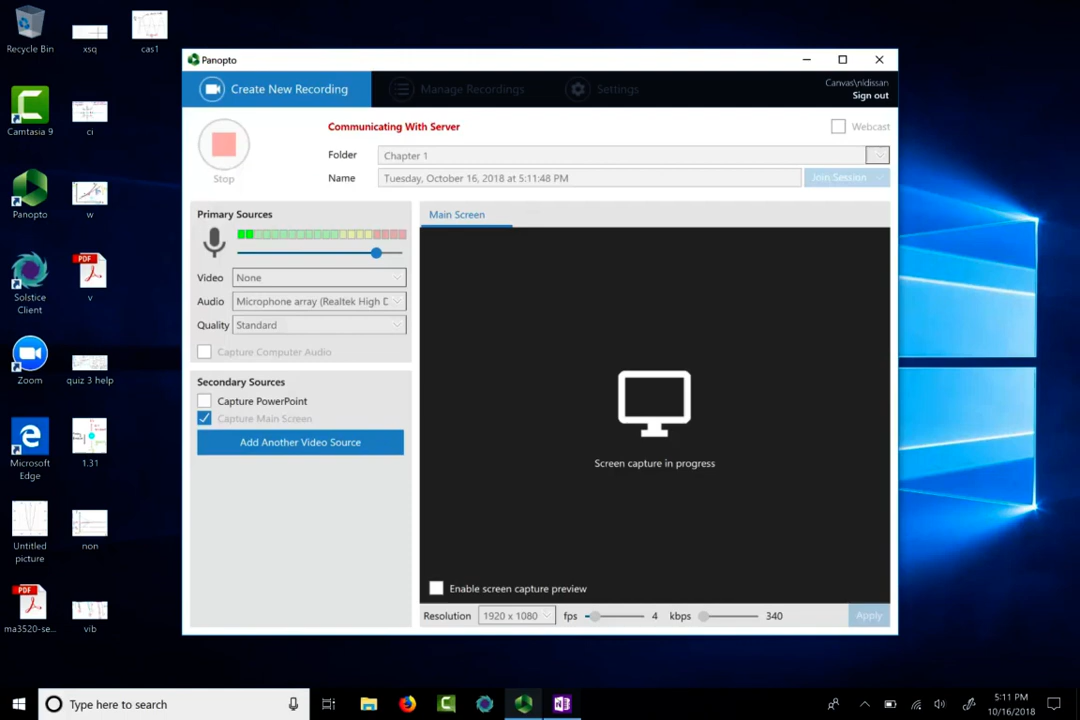 Recycle Bin
xsq
cas1
Camtasia 9
ci
Panopto
w
Solstice
Client
PDF
v
Zoom
quiz 3 help
Microsoft
Edge
1.31
Untitled
picture
non
PDF
ma3520-se...
vib
Panopto
Create New Recording
Manage Recordings
Settings
Canvas\nldissan
Sign out
Stop
Communicating With Server
Webcast
Folder
Chapter 1
Name
Tuesday, October 16, 2018 at 5:11:48 PM
Join Session
Primary Sources
Video
None
Audio
Microphone array (Realtek High D
Quality
Standard
Capture Computer Audio
Secondary Sources
Capture PowerPoint
Capture Main Screen
Add Another Video Source
Main Screen
Screen capture in progress
Enable screen capture preview
Resolution
1920 x 1080
fps
4
kbps
340
Apply
Type here to search
5:11 PM
10/16/2018